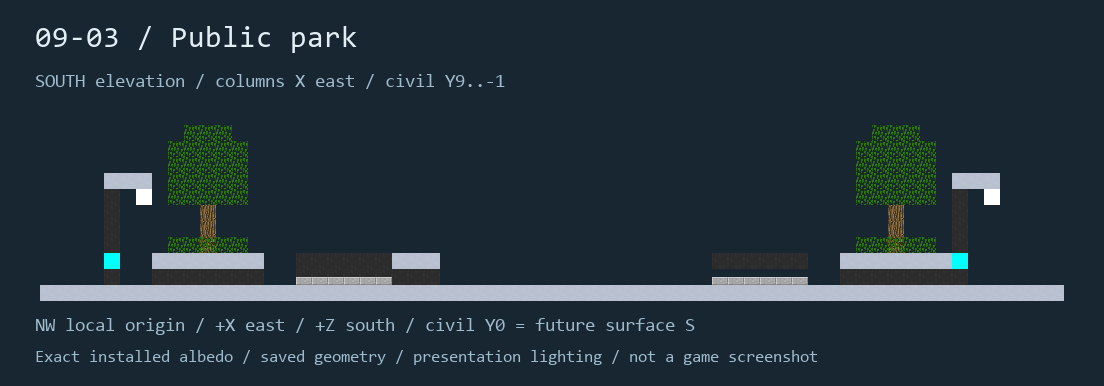 09-03 / Public park
SOUTH elevation / columns X east / civil Y9..-1
NW local origin / +X east / +Z south / civil Y0 = future surface S
Exact installed albedo / saved geometry / presentation lighting / not a game screenshot